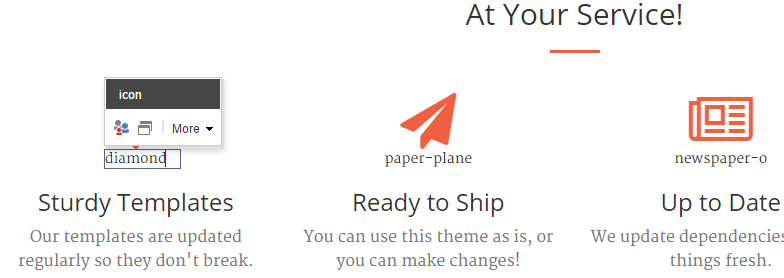 At Your Service!
icon
More
diamond
paper-plane
newspaper-o
Sturdy Templates
Ready to Ship
Up to Date
Our templates are updated
regularly so they don't break.
You can use this theme as is, or
you can make changes!
We update dependencies
things fresh.